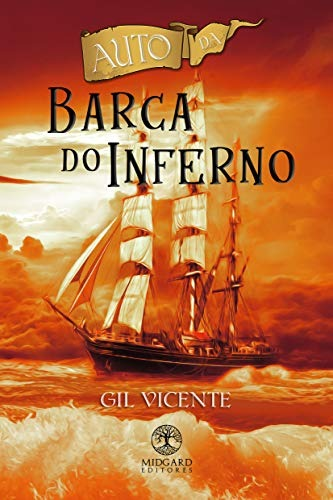 AUTO DA
BARCA
DO INFERNO
GIL VICENTE
MIDGARD
EDITORES